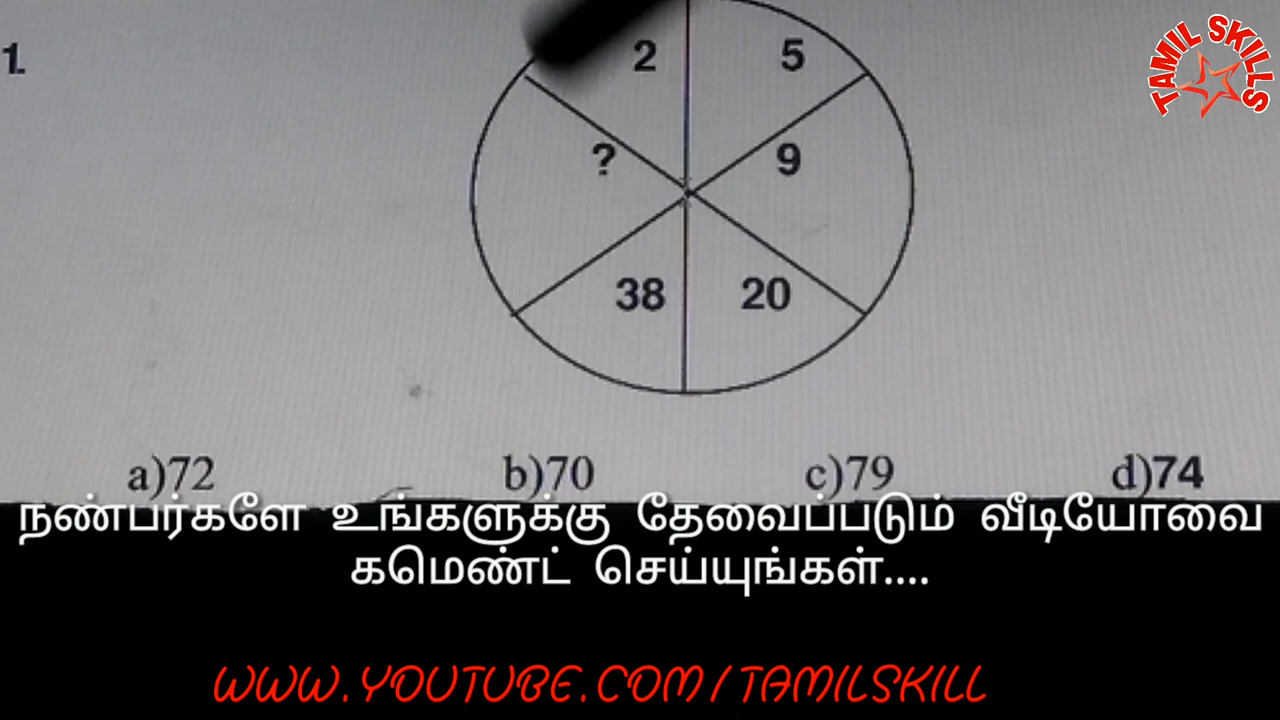 TAMIL SKILLS
1.
2 5
? 9
38 20
a)72 b)70 c)79 d)74
நண்பர்களே உங்களுக்கு தேவைப்படும் வீடியோவை
கமெண்ட் செய்யுங்கள்....
WWW.YOUTUBE.COM/TAMILSKILL